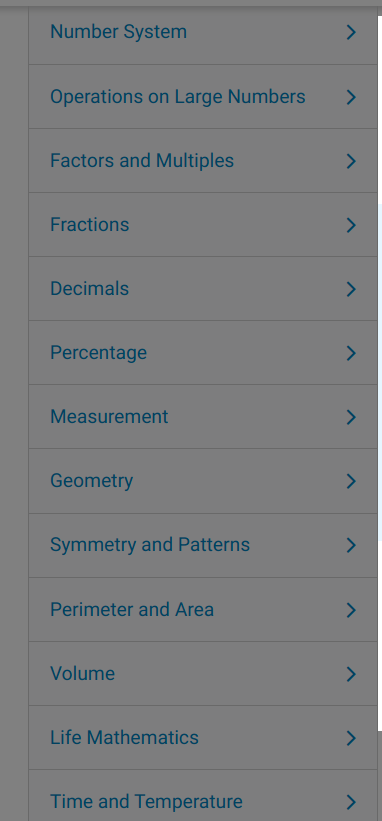 Number System
Operations on Large Numbers
Factors and Multiples
Fractions
Decimals
Percentage
Measurement
Geometry
Symmetry and Patterns
Perimeter and Area
Volume
Life Mathematics
Time and Temperature